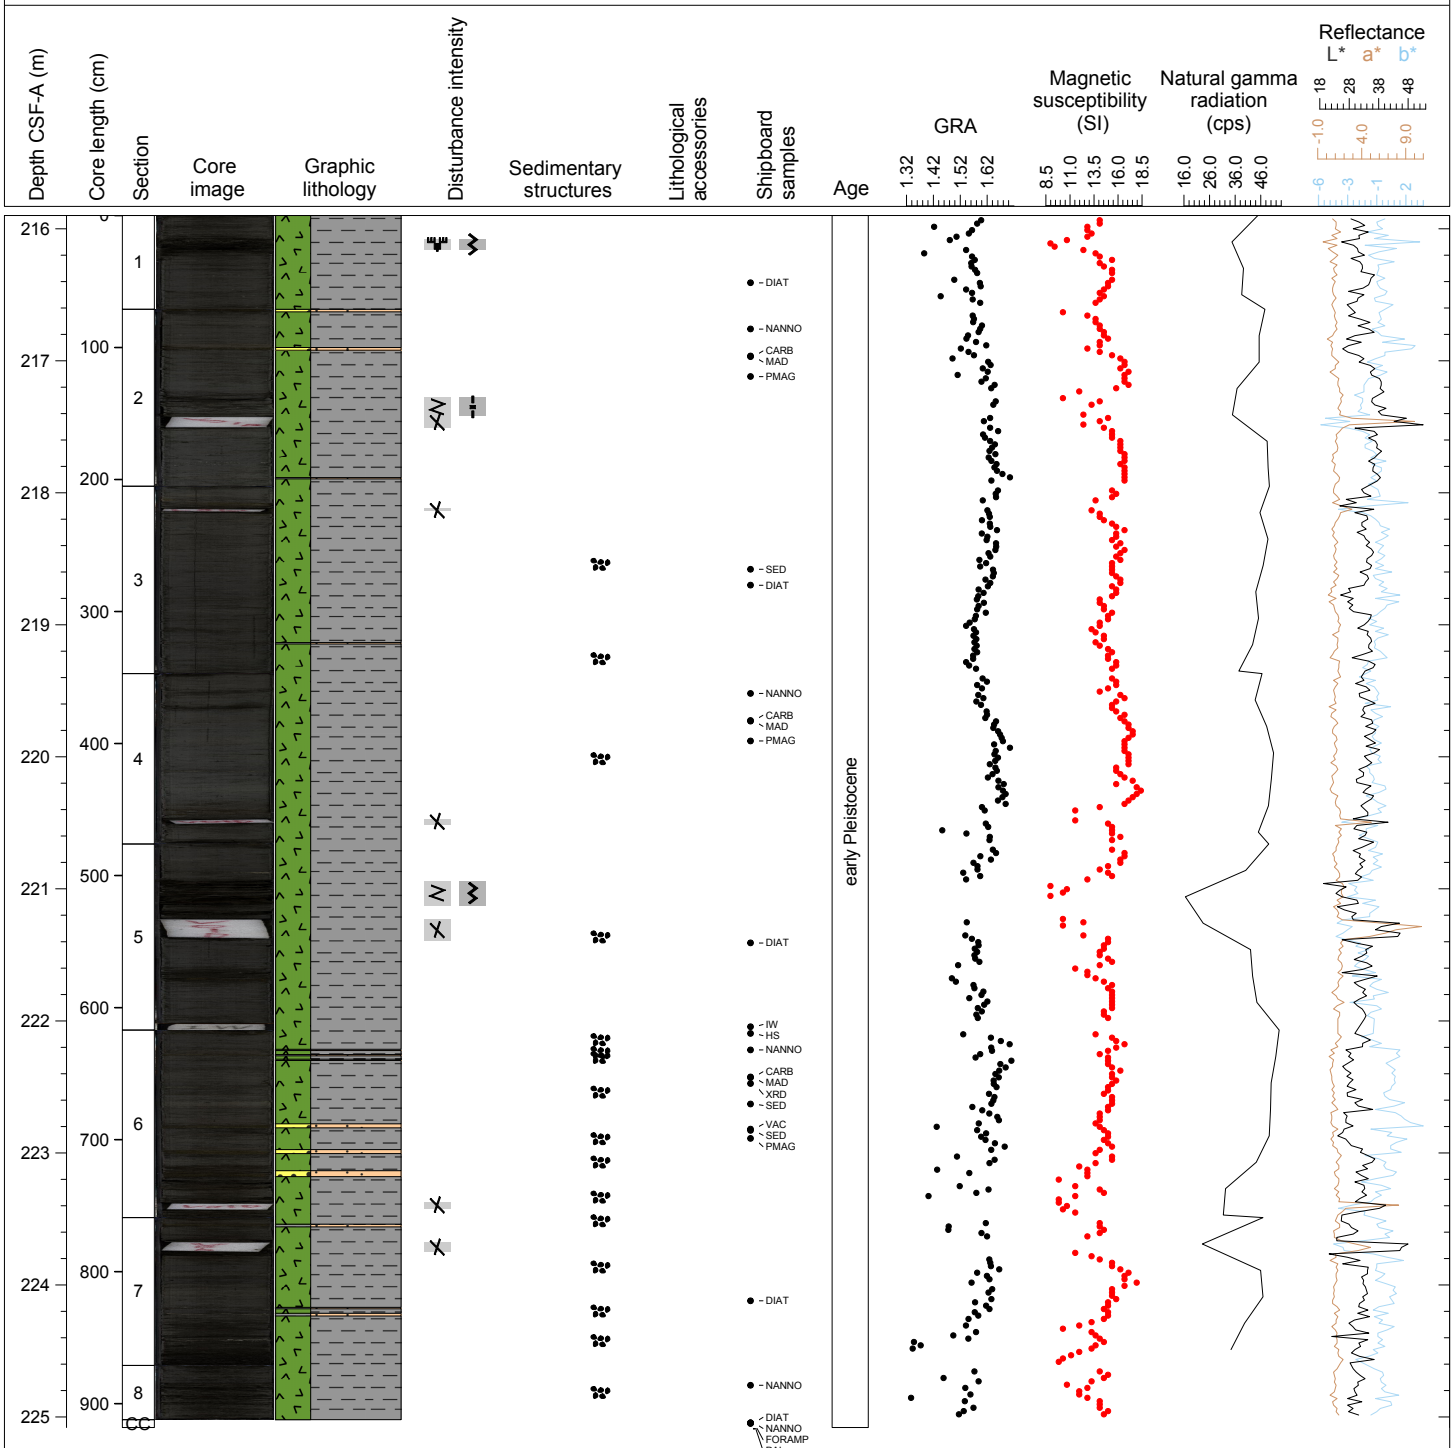 Depth CSF-A (m)
Core length (cm)
Section
Core
image
Graphic
lithology
Disturbance intensity
Sedimentary
structures
Lithological
accessories
Shipboard
samples
Age
GRA
1.32 1.42 1.52 1.62
Magnetic
susceptibility
(SI)
8.5 11.0 13.5 16.0 18.5
Natural gamma
radiation
(cps)
16.0 26.0 36.0 46.0
Reflectance
L* a* b*
18 28 38 48
-1.0 4.0 9.0
-6 -3 -1 2
216
217
218
219
220
221
222
223
224
225
0
100
200
300
400
500
600
700
800
900
1
2
3
4
5
6
7
8
CC
DIAT
NANNO
CARB
MAD
PMAG
SED
DIAT
NANNO
CARB
MAD
PMAG
DIAT
IW
HS
NANNO
CARB
MAD
XRD
SED
VAC
SED
PMAG
DIAT
NANNO
DIAT
NANNO
FORAMP
early Pleistocene